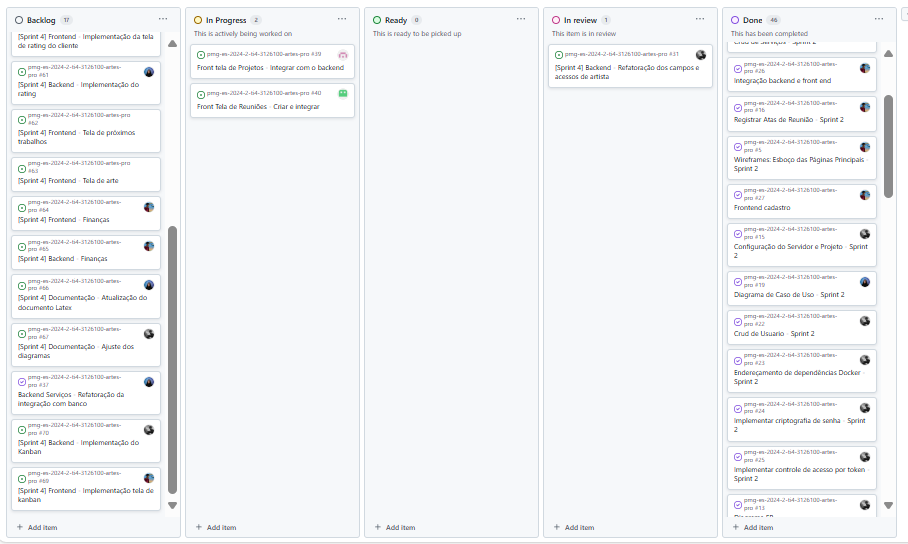 Backlog 17
[Sprint 4] Frontend - Implementação da tela
de rating do cliente
pmg-es-2024-2-ti4-3126100-artes-
pro #61
[Sprint 4] Backend - Implementação do
rating
pmg-es-2024-2-ti4-3126100-artes-pro
#62
[Sprint 4] Frontend - Tela de próximos
trabalhos
pmg-es-2024-2-ti4-3126100-artes-pro
#63
[Sprint 4] Frontend - Tela de arte
pmg-es-2024-2-ti4-3126100-artes-
pro #64
[Sprint 4] Frontend - Finanças
pmg-es-2024-2-ti4-3126100-artes-
pro #65
[Sprint 4] Backend - Finanças
pmg-es-2024-2-ti4-3126100-artes-
pro #66
[Sprint 4] Documentação - Atualização do
documento Latex
pmg-es-2024-2-ti4-3126100-artes-
pro #67
[Sprint 4] Documentação - Ajuste dos
diagramas
pmg-es-2024-2-ti4-3126100-artes-
pro #37
Backend Serviços - Refatoração da
integração com banco
pmg-es-2024-2-ti4-3126100-artes-
pro #70
[Sprint 4] Backend - Implementação do
Kanban
pmg-es-2024-2-ti4-3126100-artes-
pro #69
[Sprint 4] Frontend - Implementação tela de
kanban
+ Add item
In Progress 2
This is actively being worked on
pmg-es-2024-2-ti4-3126100-artes-pro #39
Front tela de Projetos - Integrar com o backend
pmg-es-2024-2-ti4-3126100-artes-pro #40
Front Tela de Reuniões - Criar e integrar
+ Add item
Ready 0
This is ready to be picked up
+ Add item
In review 1
This item is in review
pmg-es-2024-2-ti4-3126100-artes-pro #31
[Sprint 4] Backend - Refatoração dos campos e
acessos de artista
+ Add item
Done 46
This has been completed
Crud de Serviços - Sprint 2
pmg-es-2024-2-ti4-3126100-artes-
pro #26
Integração backend e front end
pmg-es-2024-2-ti4-3126100-artes-
pro #16
Registrar Atas de Reunião - Sprint 2
pmg-es-2024-2-ti4-3126100-artes-
pro #5
Wireframes: Esboço das Páginas Principais -
Sprint 2
pmg-es-2024-2-ti4-3126100-artes-
pro #27
Frontend cadastro
pmg-es-2024-2-ti4-3126100-artes-
pro #15
Configuração do Servidor e Projeto - Sprint
2
pmg-es-2024-2-ti4-3126100-artes-
pro #19
Diagrama de Caso de Uso - Sprint 2
pmg-es-2024-2-ti4-3126100-artes-
pro #22
Crud de Usuario - Sprint 2
pmg-es-2024-2-ti4-3126100-artes-
pro #23
Endereçamento de dependências Docker -
Sprint 2
pmg-es-2024-2-ti4-3126100-artes-
pro #24
Implementar criptografia de senha - Sprint
2
pmg-es-2024-2-ti4-3126100-artes-
pro #25
Implementar controle de acesso por token -
Sprint 2
pmg-es-2024-2-ti4-3126100-artes-
pro #13
+ Add item